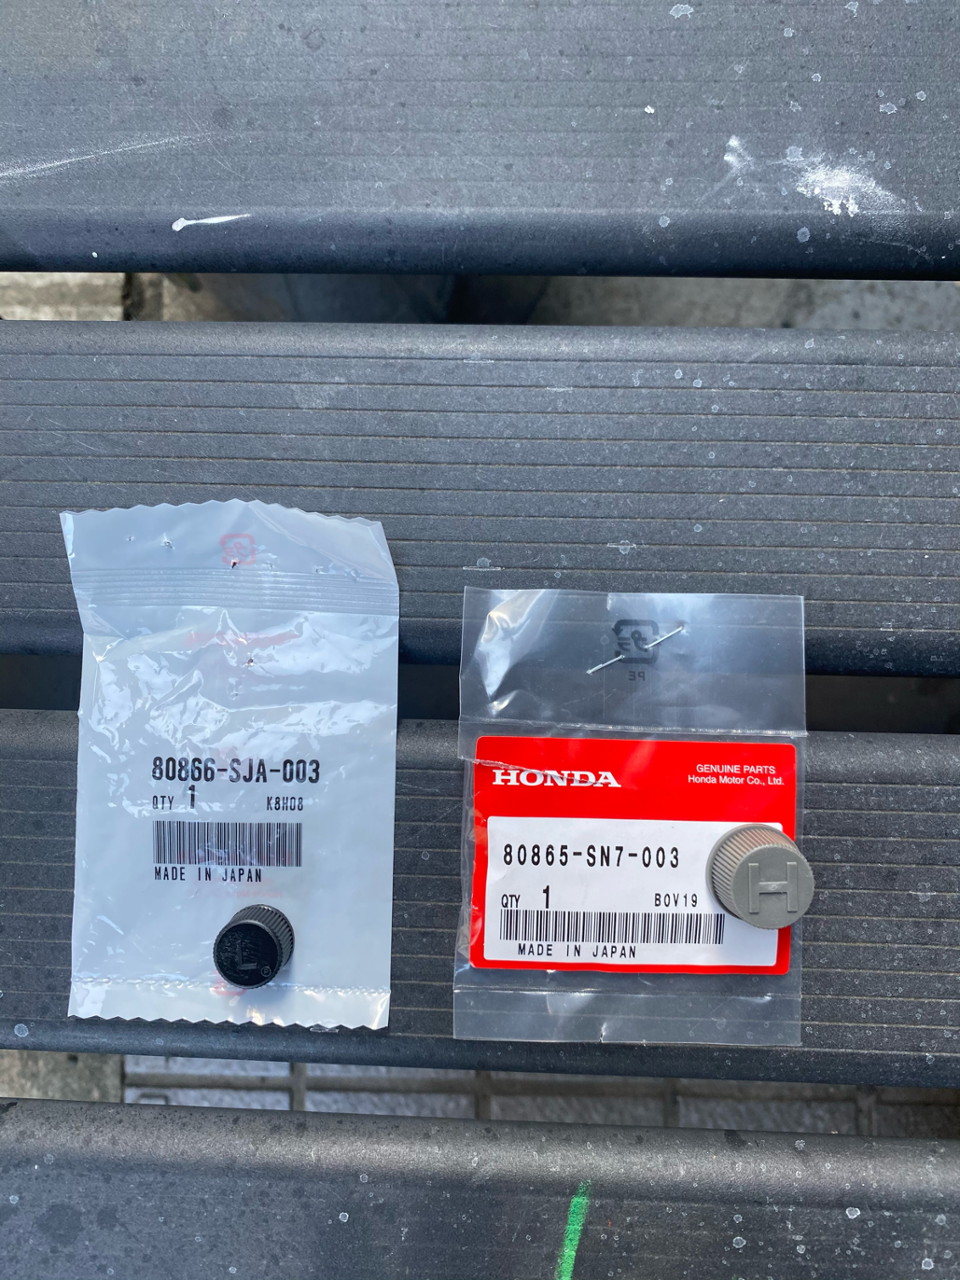 80866-SJA-003
QTY 1 K8H08
MADE IN JAPAN
PE
HONDA
GENUINE PARTS
Honda Motor Co., Ltd.
80865-SN7-003
QTY 1 BOV19
MADE IN JAPAN
H